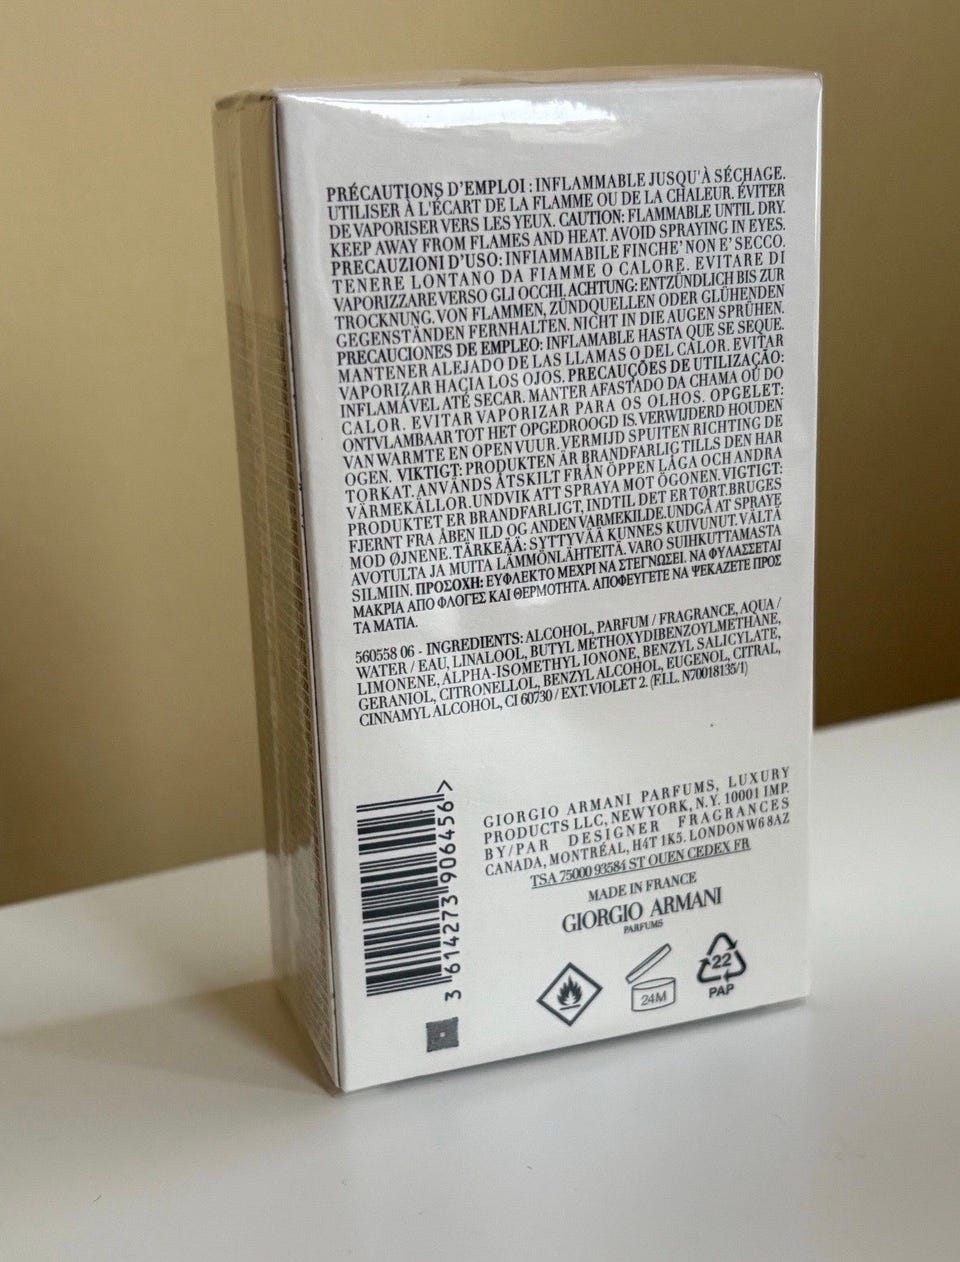 PRÉCAUTIONS D'EMPLOI : INFLAMMABLE JUSQU'À SÉCHAGE.
UTILISER À L'ÉCART DE LA FLAMME OU DE LA CHALEUR. ÉVITER
DE VAPORISER VERS LES YEUX. CAUTION: FLAMMABLE UNTIL DRY.
KEEP AWAY FROM FLAMES AND HEAT. AVOID SPRAYING IN EYES.
PRECAUZIONI D'USO: INFIAMMABILE FINCHE' NON E' SECCO.
TENERE LONTANO DA FIAMME O CALORE. EVITARE DI
VAPORIZZARE VERSO GLI OCCHI. ACHTUNG: ENTZÜNDLICH BIS ZUR
TROCKNUNG. VON FLAMMEN, ZÜNDQUELLEN ODER GLÜHENDEN
GEGENSTÄNDEN FERNHALTEN. NICHT IN DIE AUGEN SPRÜHEN.
PRECAUCIONES DE EMPLEO: INFLAMABLE HASTA QUE SE SEQUE.
MANTENER ALEJADO DE LAS LLAMAS O DEL CALOR. EVITAR
VAPORIZAR HACIA LOS OJOS. PRECAUÇÕES DE UTILIZAÇÃO:
INFLAMÁVEL ATÉ SECAR. MANTER AFASTADO DA CHAMA OU DO
CALOR. EVITAR VAPORIZAR PARA OS OLHOS. OPGELET:
ONTVLAMBAAR TOT HET OPGEDROOGD IS. VERWIJDERD HOUDEN
VAN WARMTE EN OPEN VUUR. VERMIJD SPUITEN RICHTING DE
OGEN. VIKTIGT: PRODUKTEN ÄR BRANDFARLIG TILLS DEN HAR
TORKAT. ANVÄNDS ÅTSKILT FRÅN ÖPPEN LÅGA OCH ANDRA
VÄRMEKÄLLOR. UNDVIK ATT SPRAYA MOT ÖGONEN. VIGTIGT:
PRODUKTET ER BRANDFARLIGT, INDTIL DET ER TØRT. BRUGES
FJERNT FRA ÅBEN ILD OG ANDEN VARMEKILDE. UNDGÅ AT SPRAYE
MOD ØJNENE. TÄRKEÄÄ: SYTTYVÄÄ KUNNES KUIVUNUT. VÄLTÄ
AVOTULTA JA MUITA LÄMMÖNLÄHTEITÄ. VARO SUIHKUTTAMASTA
SILMIIN. ΠΡΟΣΟΧΗ: ΕΥΦΛΕΚΤΟ ΜΕΧΡΙ ΝΑ ΣΤΕΓΝΩΣΕΙ. ΝΑ ΦΥΛΑΣΣΕΤΑΙ
ΜΑΚΡΙΑ ΑΠΟ ΦΛΟΓΕΣ ΚΑΙ ΘΕΡΜΟΤΗΤΑ. ΑΠΟΦΕΥΓΕΤΕ ΝΑ ΨΕΚΑΖΕΤΕ ΠΡΟΣ
ΤΑ ΜΑΤΙΑ.
560558 06 - INGREDIENTS: ALCOHOL, PARFUM / FRAGRANCE, AQUA /
WATER / EAU, LINALOOL, BUTYL METHOXYDIBENZOYLMETHANE,
LIMONENE, ALPHA-ISOMETHYL IONONE, BENZYL SALICYLATE,
GERANIOL, CITRONELLOL, BENZYL ALCOHOL, EUGENOL, CITRAL,
CINNAMYL ALCOHOL, CI 60730 / EXT. VIOLET 2. (F.I.L. N70018135/1)
3 614273 906456 >
GIORGIO ARMANI PARFUMS, LUXURY
PRODUCTS LLC, NEW YORK, N.Y. 10001 IMP.
BY/PAR DESIGNER FRAGRANCES
CANADA, MONTRÉAL, H4T 1K5. LONDON W6 8AZ
TSA 75000 93584 ST OUEN CEDEX FR
MADE IN FRANCE
GIORGIO ARMANI
PARFUMS
24M
22
PAP